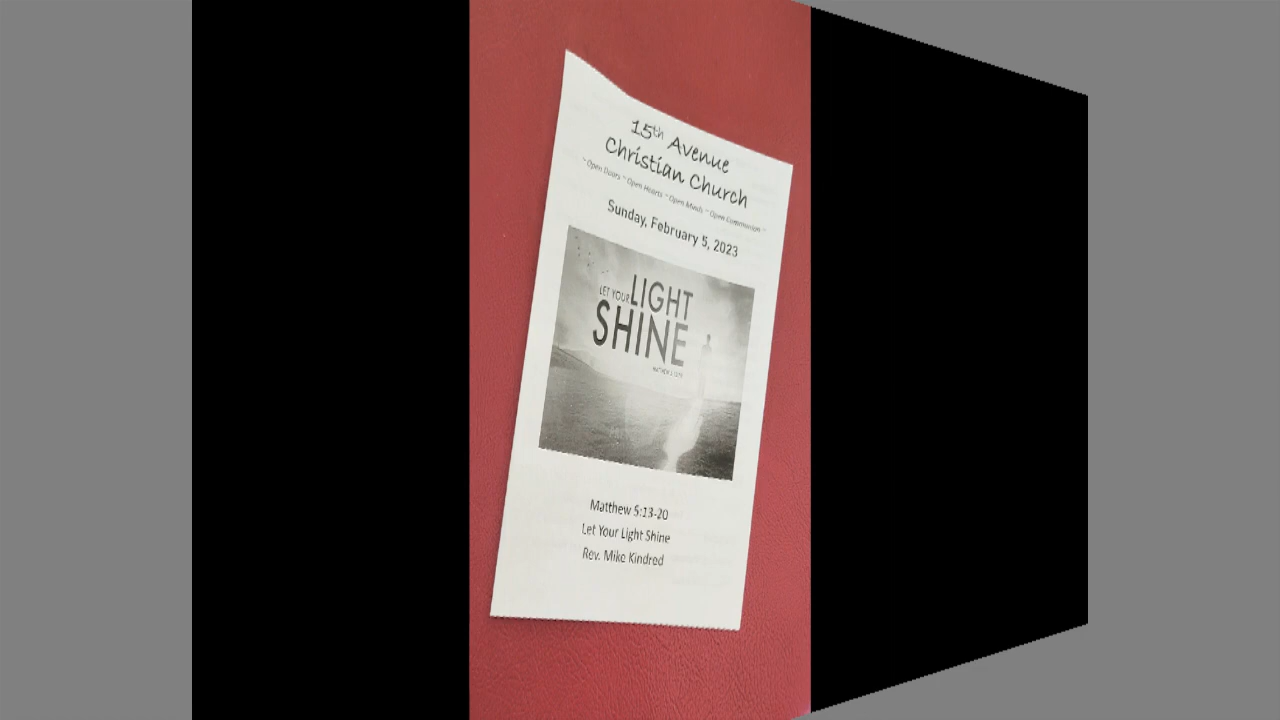 15th Avenue
Christian Church
~ Open Doors ~ Open Hearts ~ Open Minds ~ Open Communion ~
Sunday, February 5, 2023
LET YOUR LIGHT
SHINE
Matthew 5:13-20
Let Your Light Shine
Rev. Mike Kindred